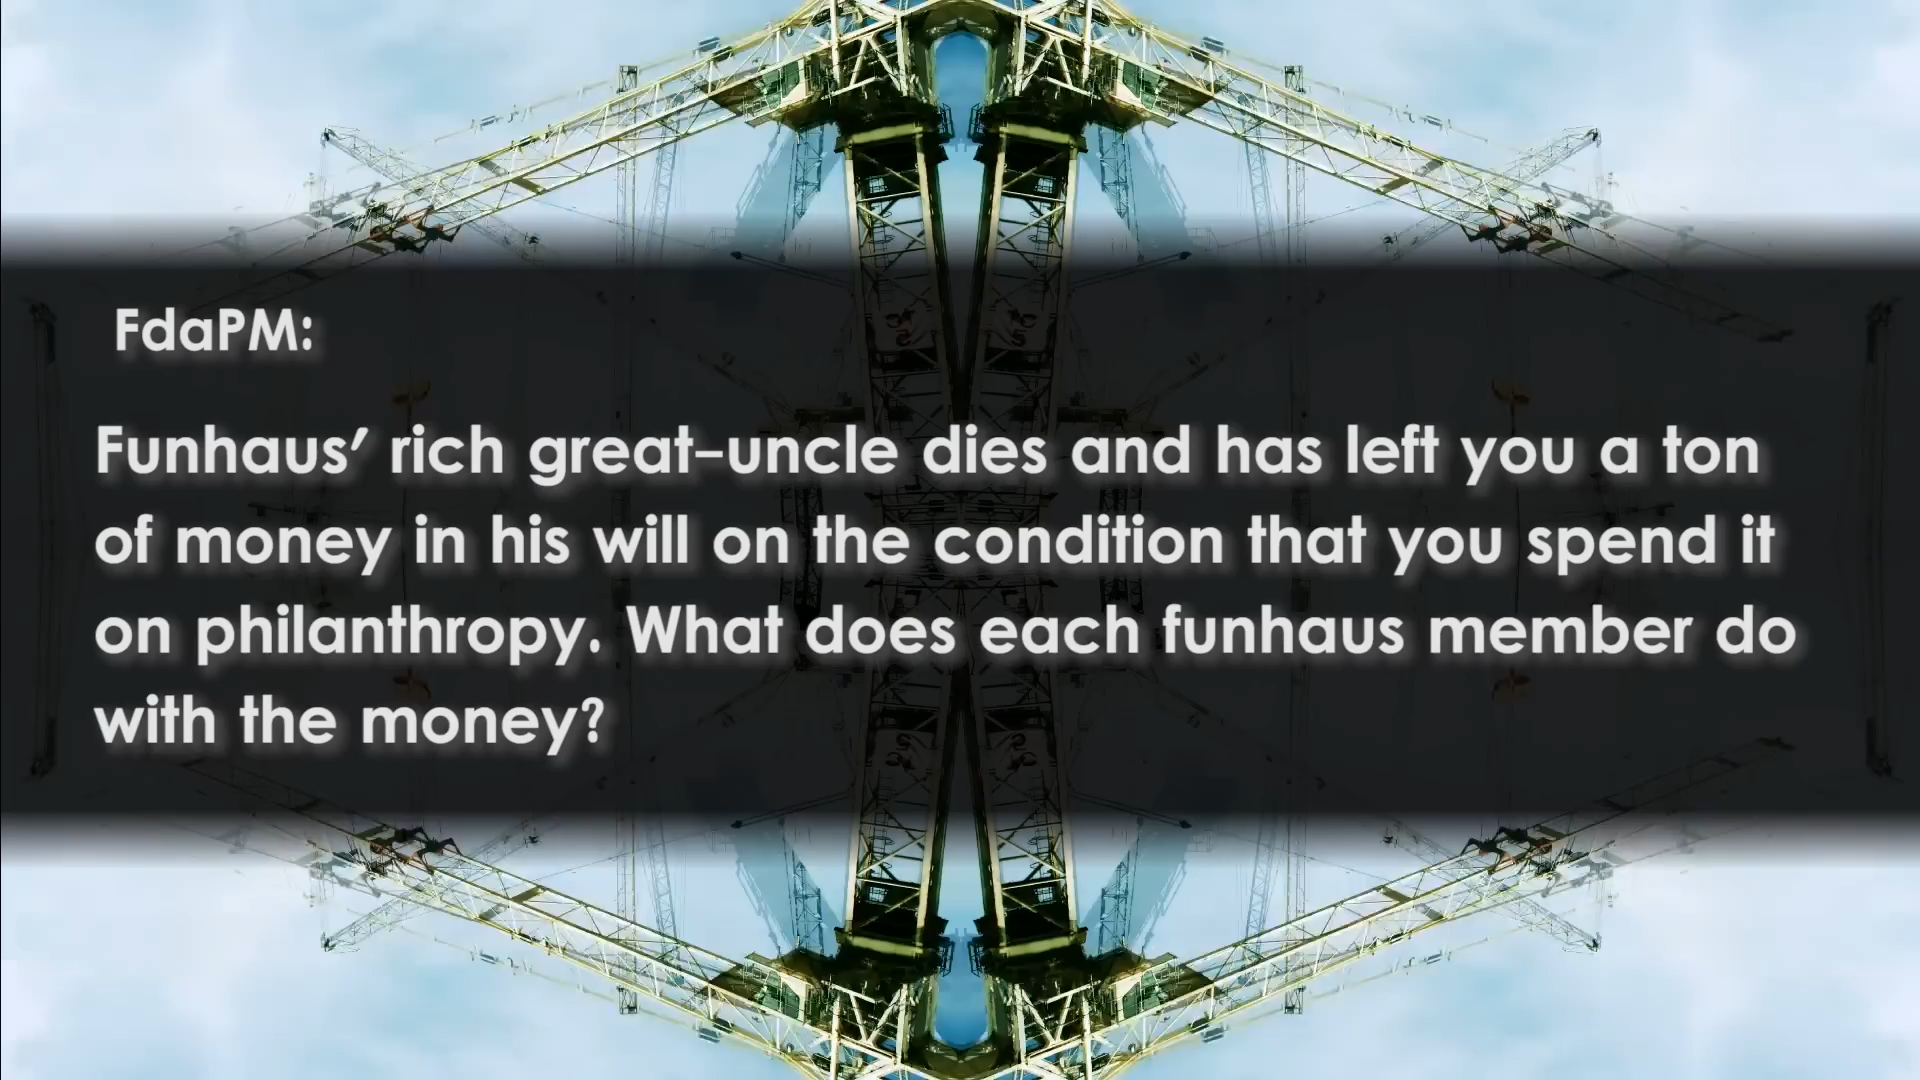 FdaPM:
Funhaus' rich great-uncle dies and has left you a ton
of money in his will on the condition that you spend it
on philanthropy. What does each funhaus member do
with the money?